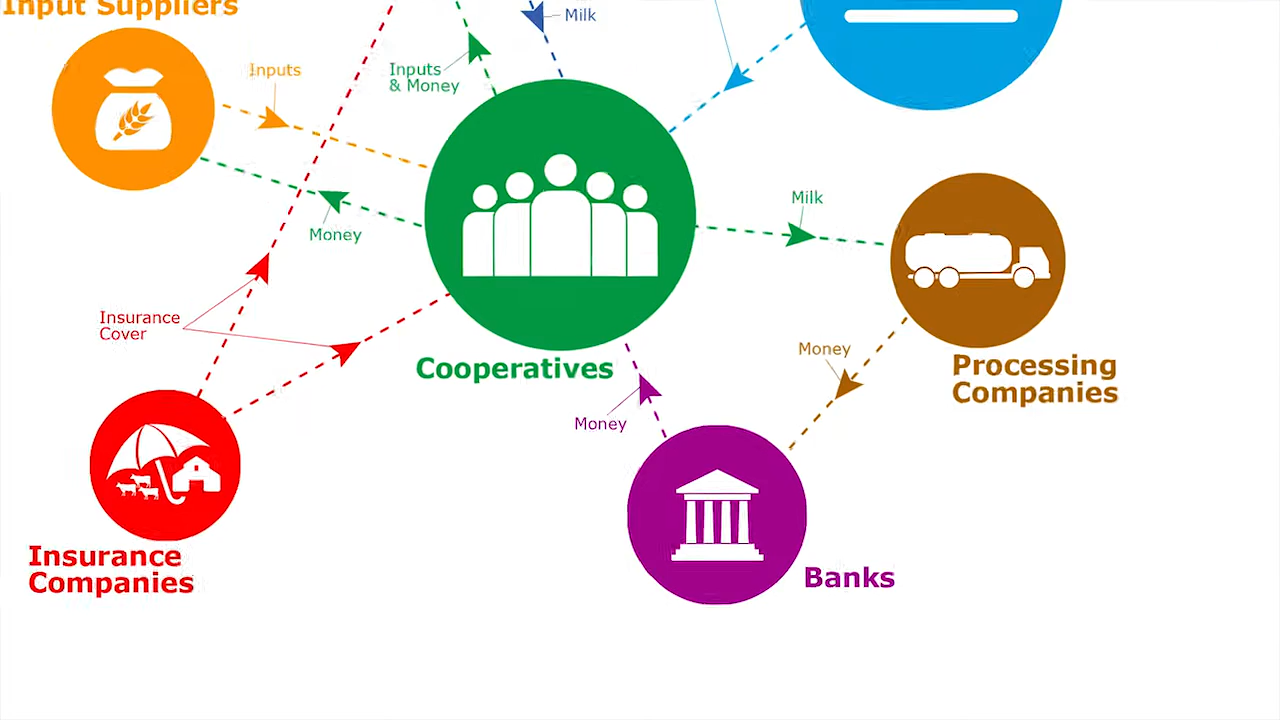 Input Suppliers
Milk
Inputs
Inputs
& Money
Milk
Money
Insurance
Cover
Money
Cooperatives
Processing
Companies
Money
Insurance
Companies
Banks